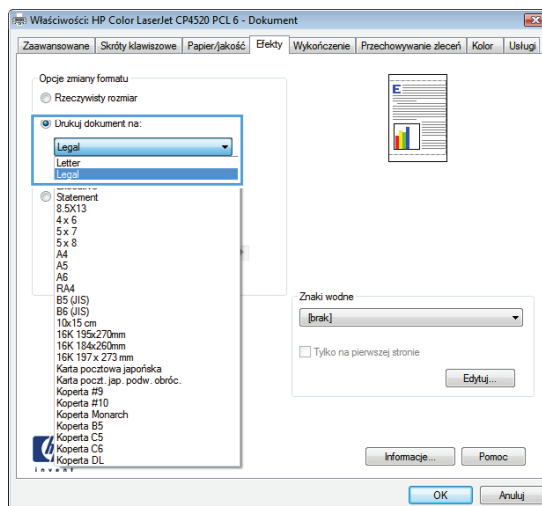 Właściwości: HP Color LaserJet CP4520 PCL 6 - Dokument
Zaawansowane Skróty klawiszowe Papier/jakość Efekty Wykończenie Przechowywanie zleceń Kolor Usługi
Opcje zmiany formatu
Rzeczywisty rozmiar
Drukuj dokument na:
Legal
Letter
Legal
Statement
8.5X13
4 x 6
5 x 7
5 x 8
A4
A5
A6
RA4
B5 (JIS)
B6 (JIS)
10x15 cm
16K 195x270mm
16K 184x260mm
16K 197 x 273 mm
Karta pocztowa japońska
Karta poczt. jap. podw. obróc.
Koperta #9
Koperta #10
Koperta Monarch
Koperta B5
Koperta C5
Koperta C6
Koperta DL
E
Znaki wodne
[brak]
Tylko na pierwszej stronie
Edytuj...
invent
Informacje... Pomoc
OK Anuluj